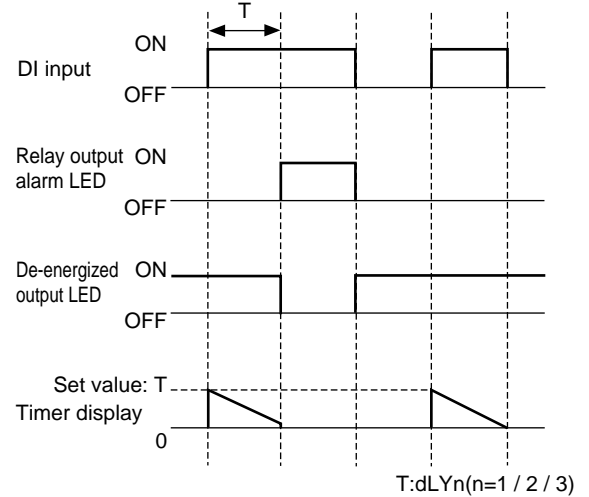 T
DI input
ON
OFF
Relay output
alarm LED
ON
OFF
De-energized
output LED
ON
OFF
Set value: T
Timer display
0
T:dLYn(n=1 / 2 / 3)